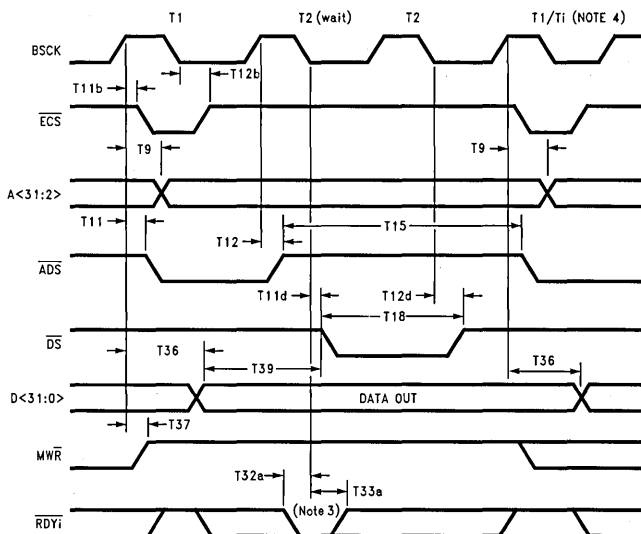 T1 T2 (wait) T2 T1/Ti (NOTE 4)
BSCK
T12b
T11b
ECS
T9 T9
A<31:2>
T11
T12 T15
ADS
T11d T12d
T18
DS
T36 T39 T36
D<31:0> DATA OUT
T37
MWR
T32a T33a
(Note 3)
RDYi